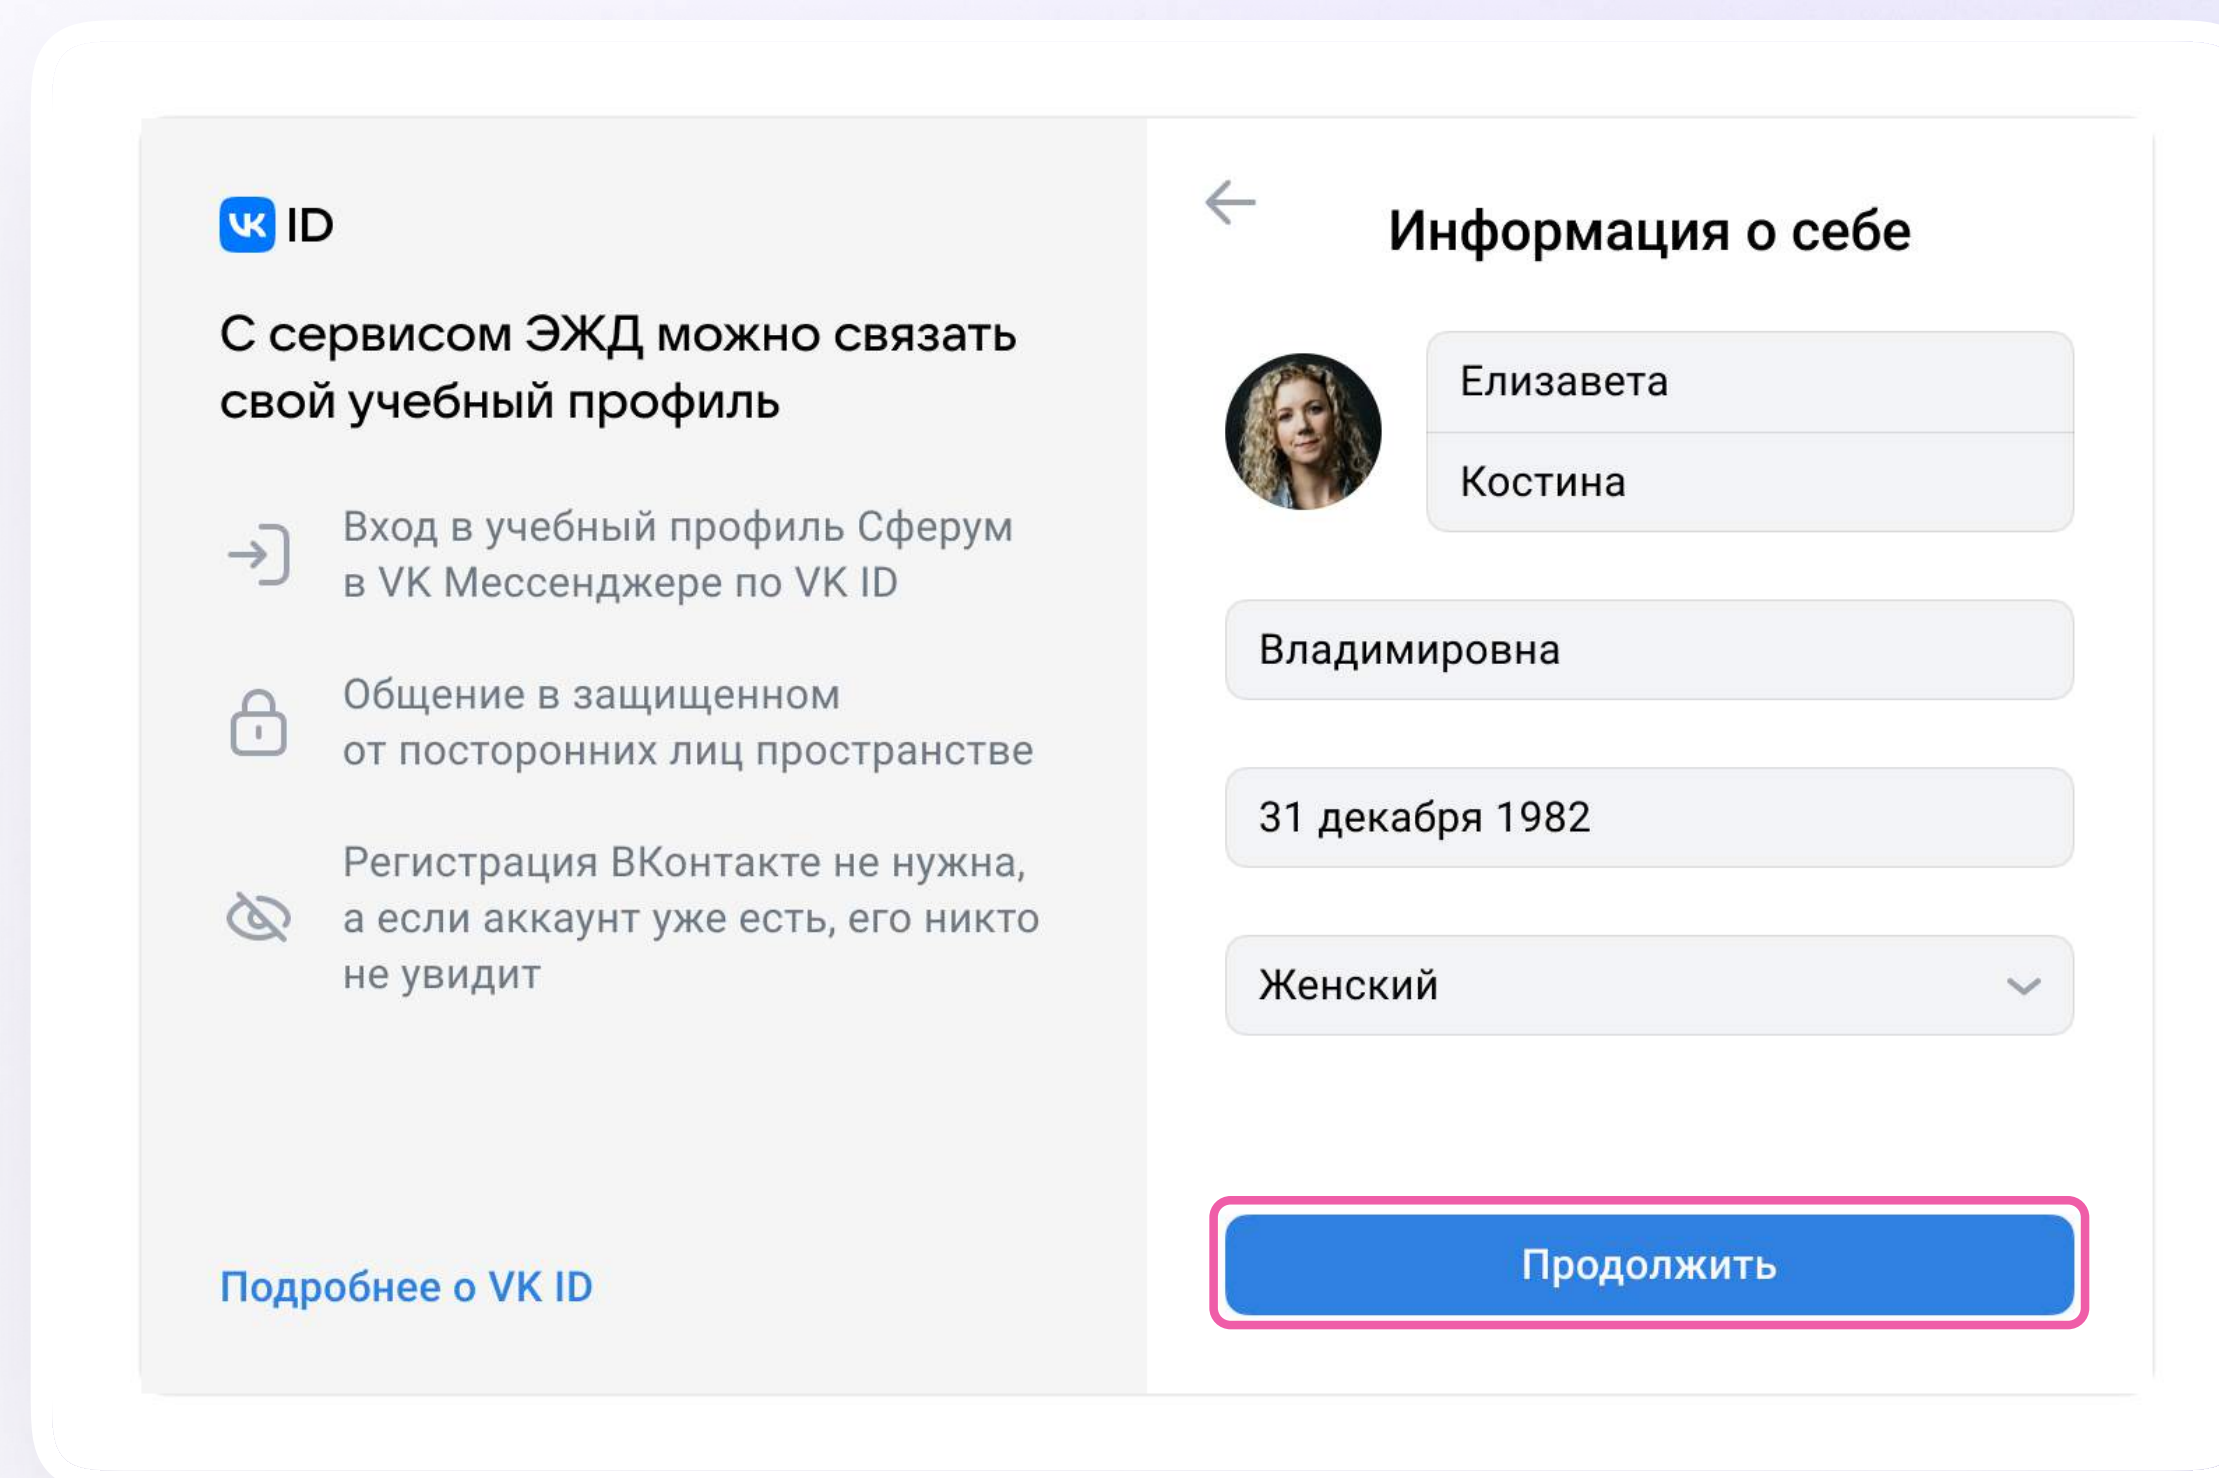 VK ID
С сервисом ЭЖД можно связать
свой учебный профиль
Вход в учебный профиль Сферум
в VK Мессенджере по VK ID
Общение в защищенном
от посторонних лиц пространстве
Регистрация ВКонтакте не нужна,
а если аккаунт уже есть, его никто
не увидит
Подробнее о VK ID
Информация о себе
Елизавета
Костина
Владимировна
31 декабря 1982
Женский
Продолжить